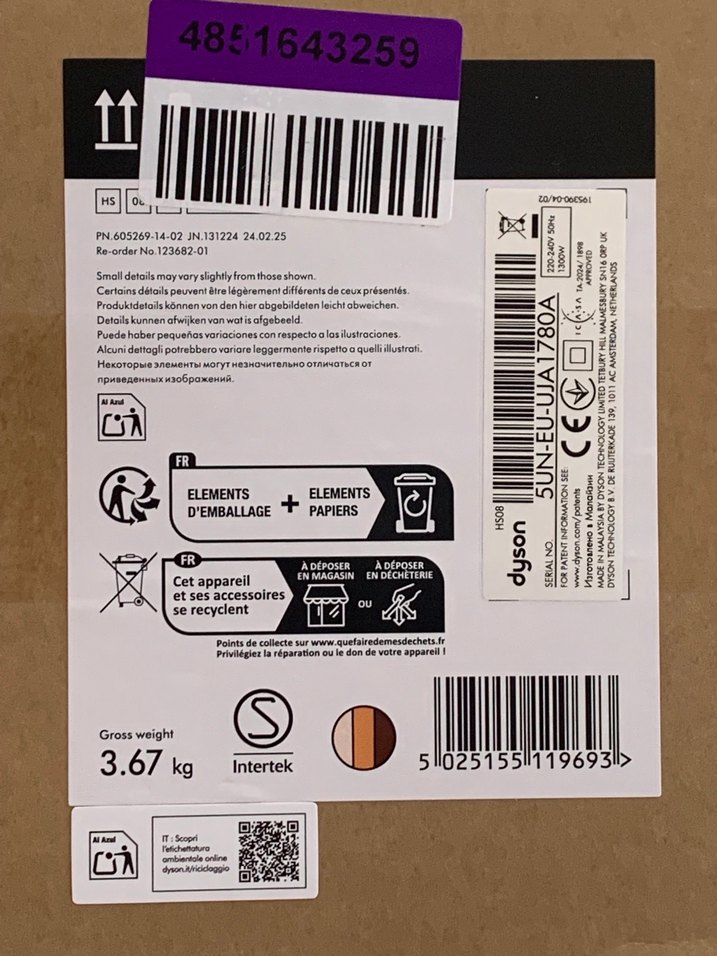 4851643259
HS
PN.605269-14-02 JN.131224 24.02.25
Re-order No.123682-01
Small details may vary slightly from those shown.
Certains détails peuvent être légèrement différents de ceux présentés.
Produktdetails können von den hier abgebildeten leicht abweichen.
Details kunnen afwijken van wat is afgebeeld.
Puede haber pequeñas variaciones con respecto a las ilustraciones.
Alcuni dettagli potrebbero variare leggermente rispetto a quelli illustrati.
Некоторые элементы могут незначительно отличаться от
приведенных изображений.
Al Azul
FR
ELEMENTS
D'EMBALLAGE + ELEMENTS
PAPIERS
FR
Cet appareil
et ses accessoires
se recyclent
À DÉPOSER
EN MAGASIN
OU
À DÉPOSER
EN DÉCHÈTERIE
Points de collecte sur www.quefairedemesdechets.fr
Privilégiez la réparation ou le don de votre appareil !
195390-04/02
20/02
220-240V 50Hz
1300W
ICASA TA-2024/1898
APPROVED
HS08
dyson
SERIAL NO. 5UN-EU-UJA1780A
FOR PATENT INFORMATION SEE:
www.dyson.com/patents
Изготовлено в Малайзии
MADE IN MALAYSIA BY DYSON TECHNOLOGY LIMITED TETBURY HILL MALMESBURY SN16 0RP UK
DYSON TECHNOLOGY B.V. DE RUIJTERKADE 139, 1011 AC AMSTERDAM, NETHERLANDS
CE
Gross weight
3.67 kg
S
Intertek
5 025155 119693 >
Al Azul
IT : Scopri
l'etichettatura
ambientale online
dyson.it/riciclaggio